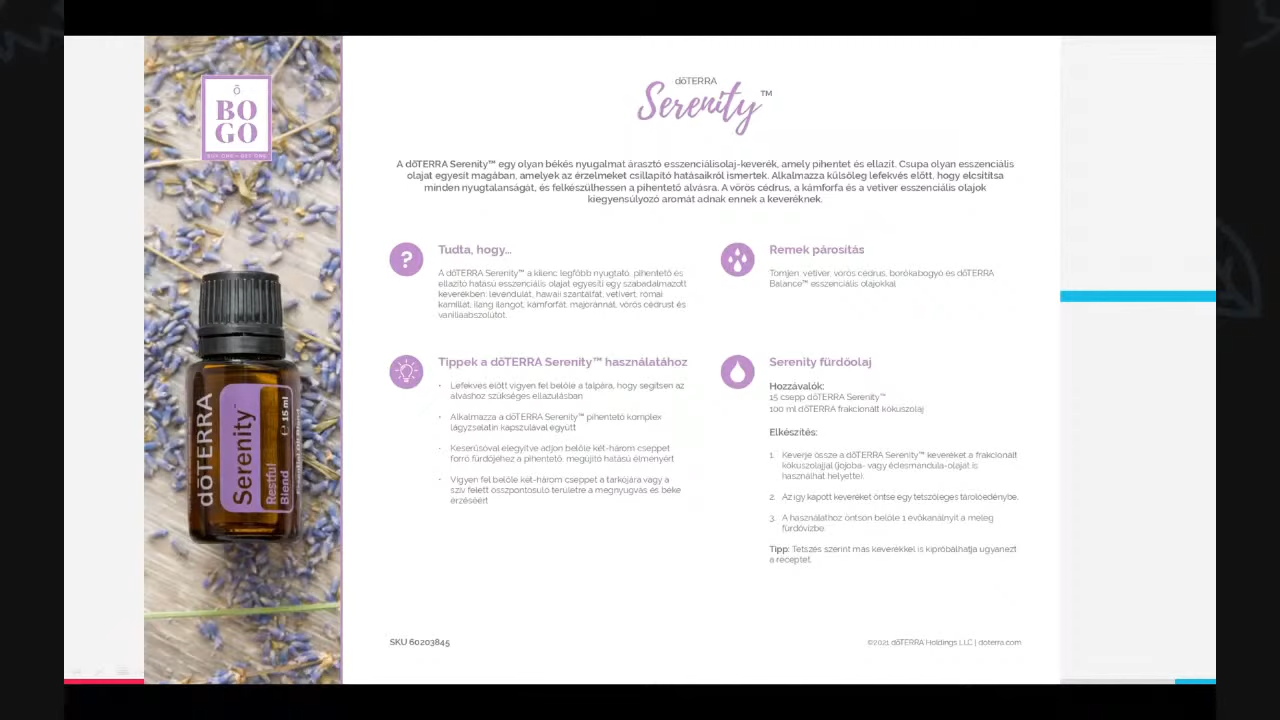 ō
BO
GO
BUY ONE • GET ONE
dōTERRA
Serenity™
Restful
Blend
℮ 15 ml
dōTERRA
Serenity™
A dōTERRA Serenity™ egy olyan békés nyugalmat árasztó esszenciálisolaj-keverék, amely pihentet és ellazít. Csupa olyan esszenciális
olajat egyesít magában, amelyek az érzelmeket csillapító hatásaikról ismertek. Alkalmazza külsőleg lefekvés előtt, hogy elcsitítsa
minden nyugtalanságát, és felkészülhessen a pihentető alvásra. A vörös cédrus, a kámforfa és a vetiver esszenciális olajok
kiegyensúlyozó aromát adnak ennek a keveréknek.
?
Tudta, hogy...
A dōTERRA Serenity™ a kilenc legfőbb nyugtató, pihentető és
ellazító hatású esszenciális olajat egyesíti egy szabadalmazott
keverékben: levendulát, hawaii szantálfát, vetivert, római
kamillát, ilang ilangot, kámforfát, majorannát, vörös cédrust és
vaníliaabszolútot.
Remek párosítás
Tömjén, vetiver, vörös cédrus, borókabogyó és dōTERRA
Balance™ esszenciális olajokkal
Tippek a dōTERRA Serenity™ használatához
• Lefekvés előtt vigyen fel belőle a talpára, hogy segítsen az
alváshoz szükséges ellazulásban
• Alkalmazza a dōTERRA Serenity™ pihentető komplex
lágyzselatin kapszulával együtt
• Keserűsóval elegyítve adjon belőle két-három cseppet
forró fürdőjéhez a pihentető, megújító hatású élményért
• Vigyen fel belőle két-három cseppet a tarkójára vagy a
szív felett összpontosuló területre a megnyugvás és béke
érzéséért
Serenity fürdőolaj
Hozzávalók:
15 csepp dōTERRA Serenity™
100 ml dōTERRA frakcionált kókuszolaj
Elkészítés:
1. Keverje össze a dōTERRA Serenity™ keveréket a frakcionált
kókuszolajjal (jojoba- vagy édesmandula-olajat is
használhat helyette).
2. Az így kapott keveréket öntse egy tetszőleges tárolóedénybe.
3. A használathoz öntsön belőle 1 evőkanálnyit a meleg
fürdővízbe.
Tipp: Tetszés szerint más keverékkel is kipróbálhatja ugyanezt
a receptet.
SKU 60203845
©2021 dōTERRA Holdings LLC | doterra.com